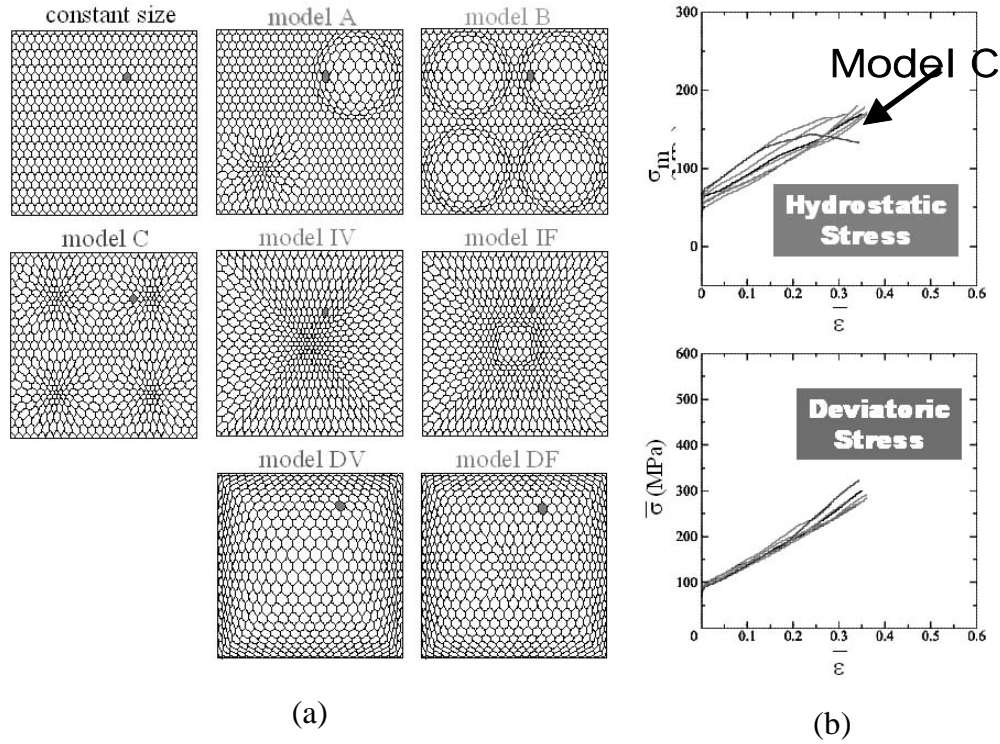 constant size
model A
model B
model C
model IV
model IF
model DV
model DF
(a)
300
200
100
0
σm
Model C
Hydrostatic
Stress
0
0.1
0.2
0.3
0.4
0.5
0.6
ε
600
500
400
300
200
100
0
σ (MPa)
Deviatoric
Stress
0
0.1
0.2
0.3
0.4
0.5
0.6
ε
(b)